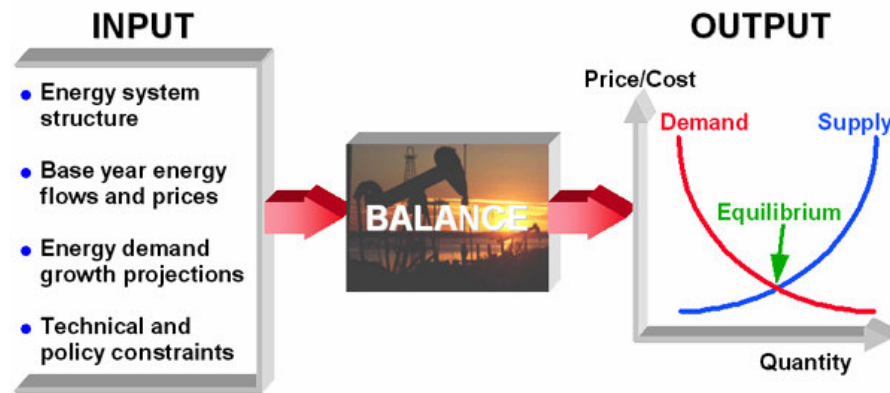 INPUT
Energy system
structure
Base year energy
flows and prices
Energy demand
growth projections
Technical and
policy constraints
BALANCE
OUTPUT
Price/Cost
Demand
Supply
Equilibrium
Quantity